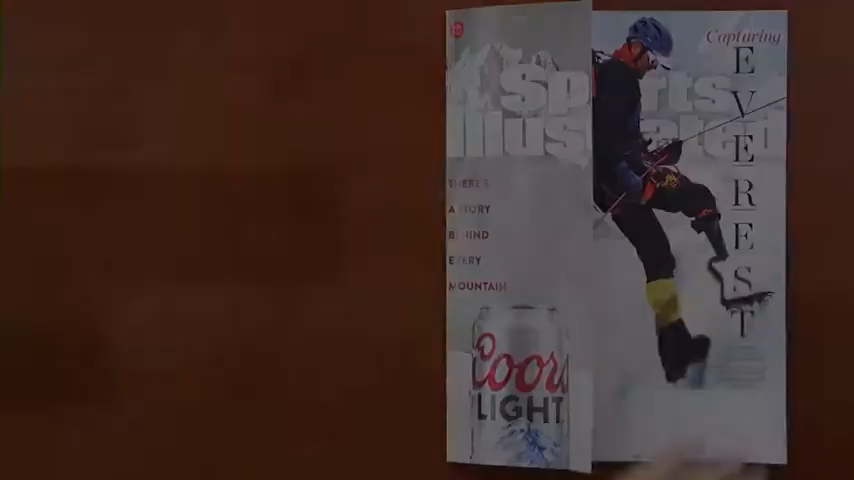 Sports
Illustrated
THERE'S
A STORY
BEHIND
EVERY
MOUNTAIN
Coors
LIGHT
Capturing
EVEREST